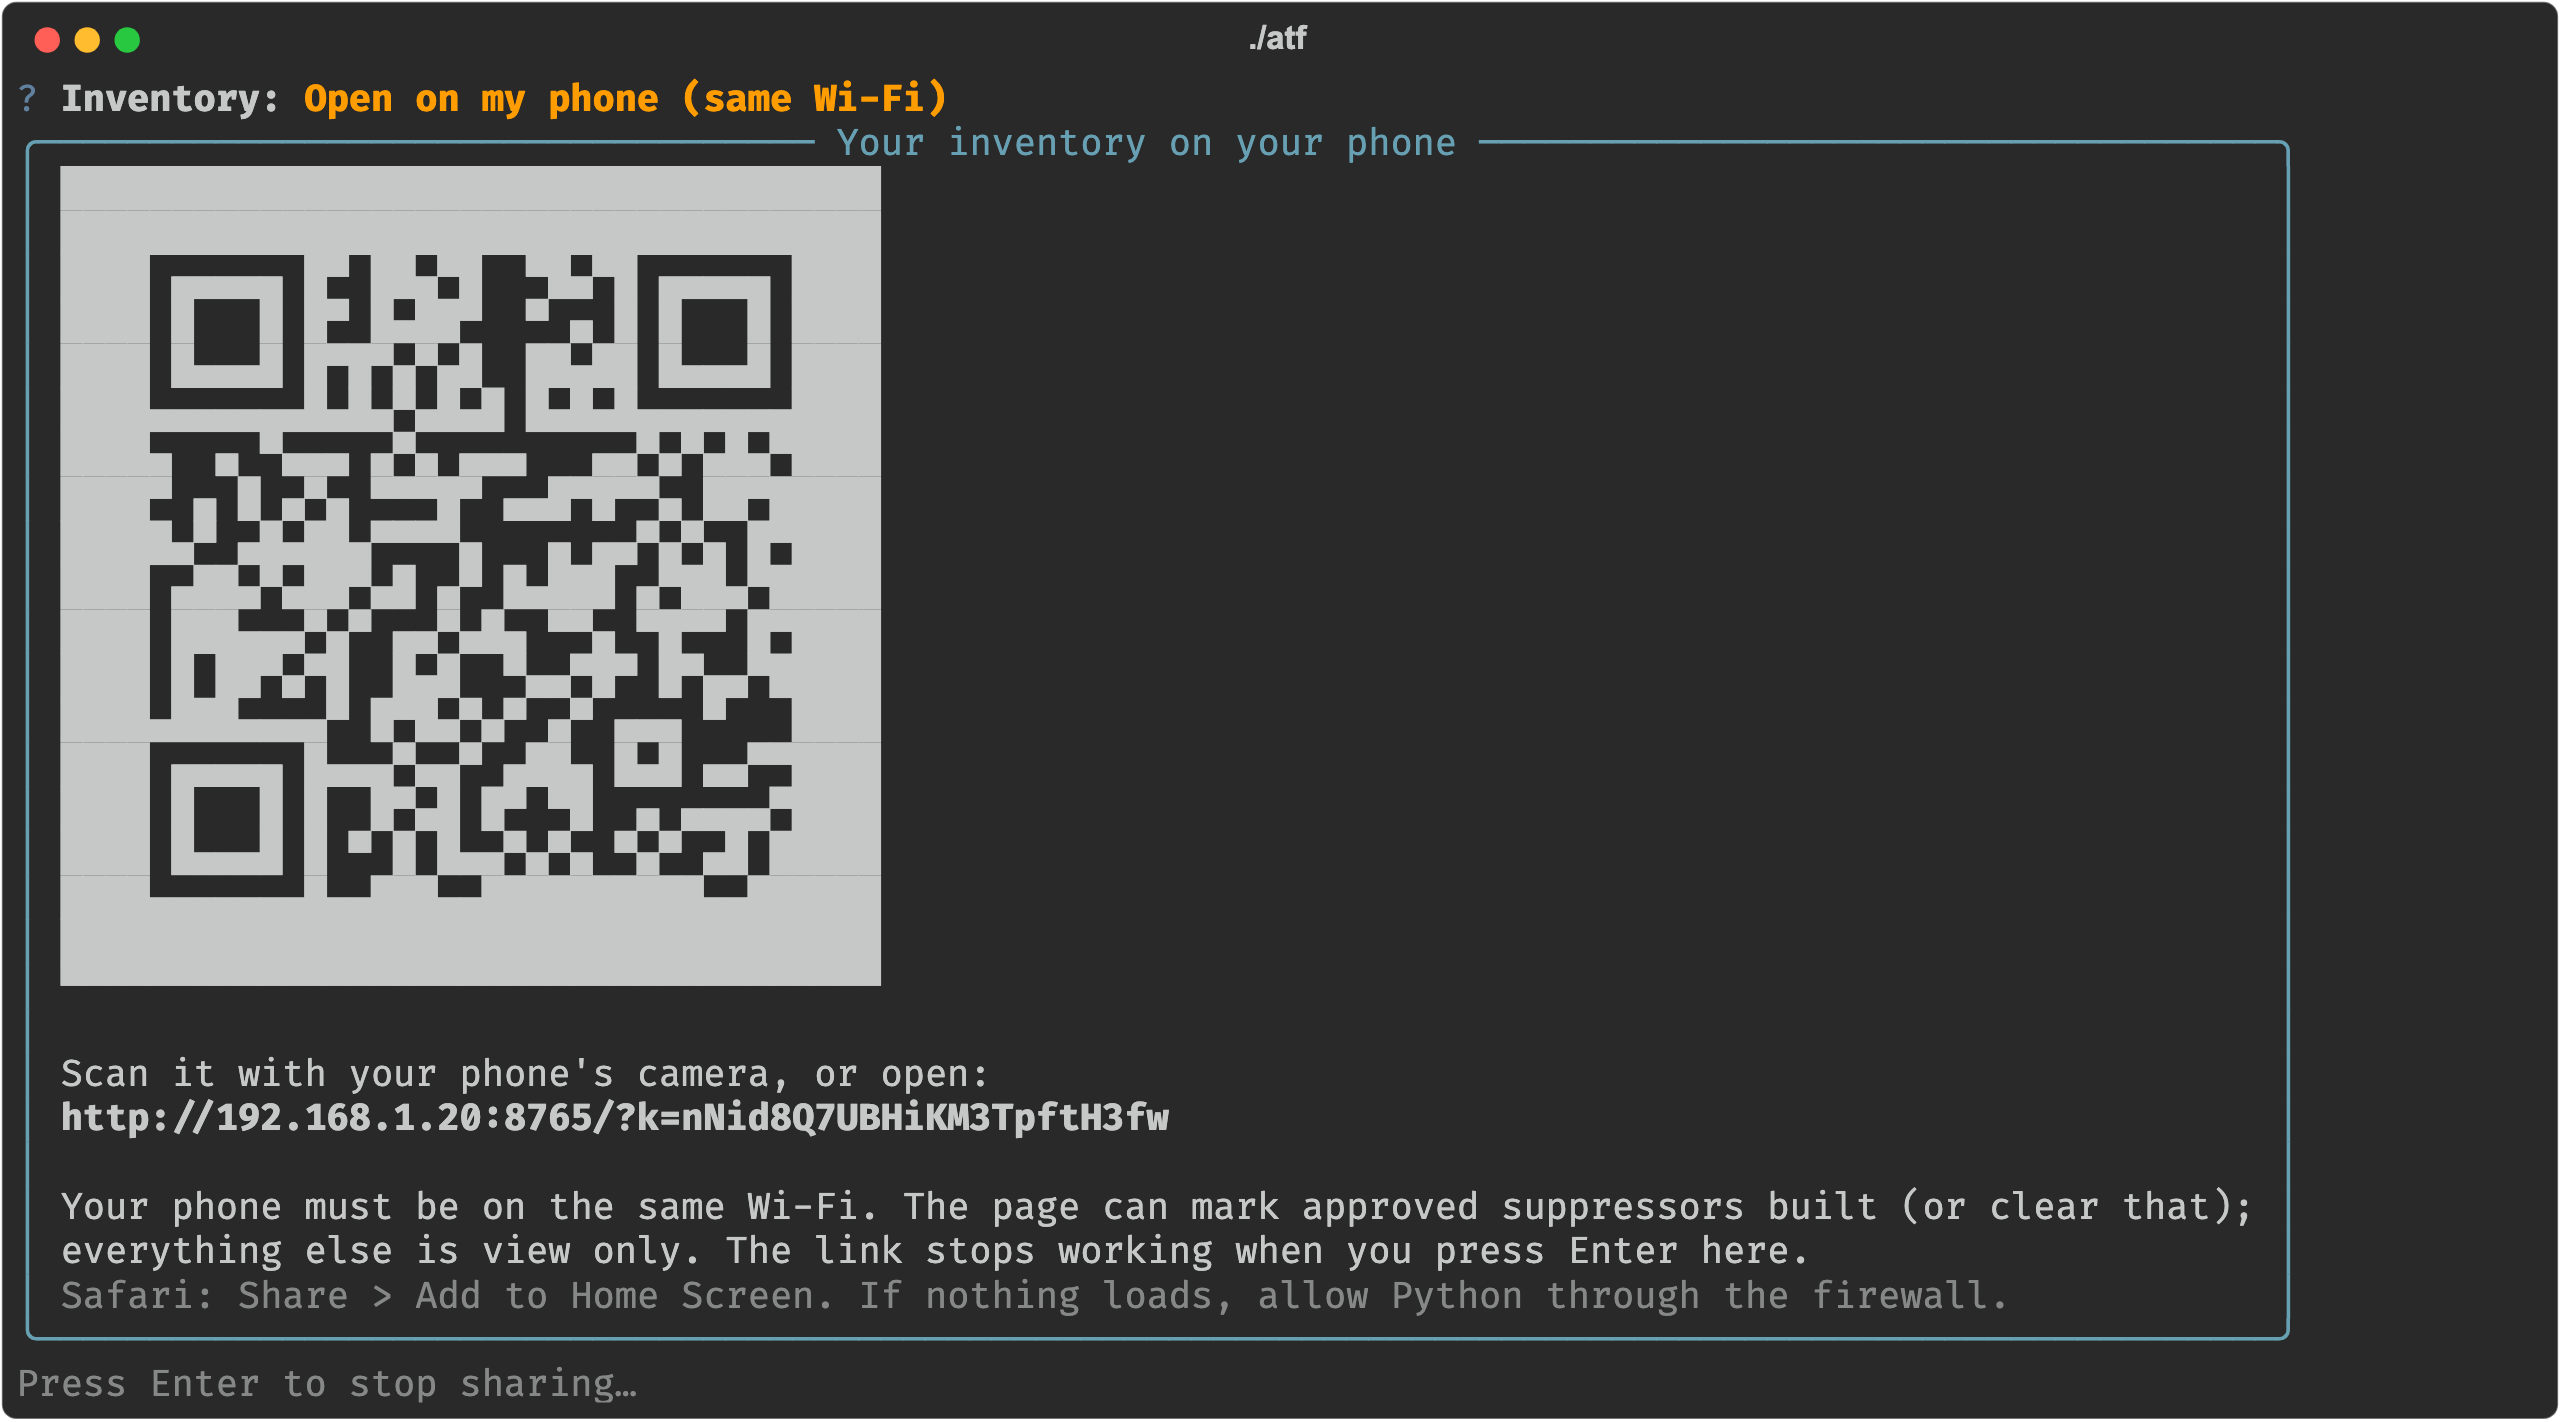 ./atf
? Inventory: Open on my phone (same Wi-Fi)
Your inventory on your phone
Scan it with your phone's camera, or open:
http://192.168.1.20:8765/?k=nNid8Q7UBHiKM3TpftH3fw
Your phone must be on the same Wi-Fi. The page can mark approved suppressors built (or clear that);
everything else is view only. The link stops working when you press Enter here.
Safari: Share > Add to Home Screen. If nothing loads, allow Python through the firewall.
Press Enter to stop sharing…